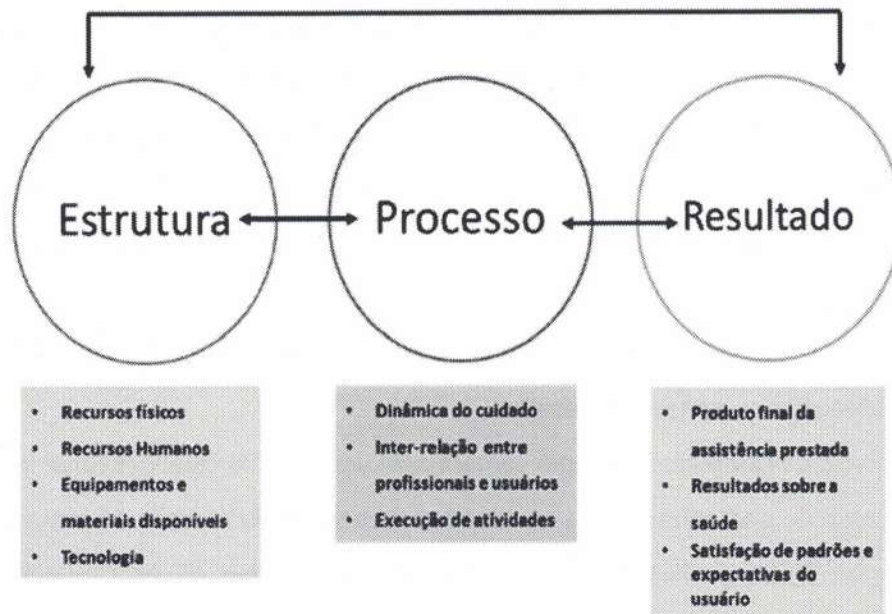 Estrutura
Processo
Resultado
• Recursos físicos
• Recursos Humanos
• Equipamentos e
materiais disponíveis
• Tecnologia
• Dinâmica do cuidado
• Inter-relação entre
profissionais e usuários
• Execução de atividades
• Produto final da
assistência prestada
• Resultados sobre a
saúde
• Satisfação de padrões e
expectativas do
usuário